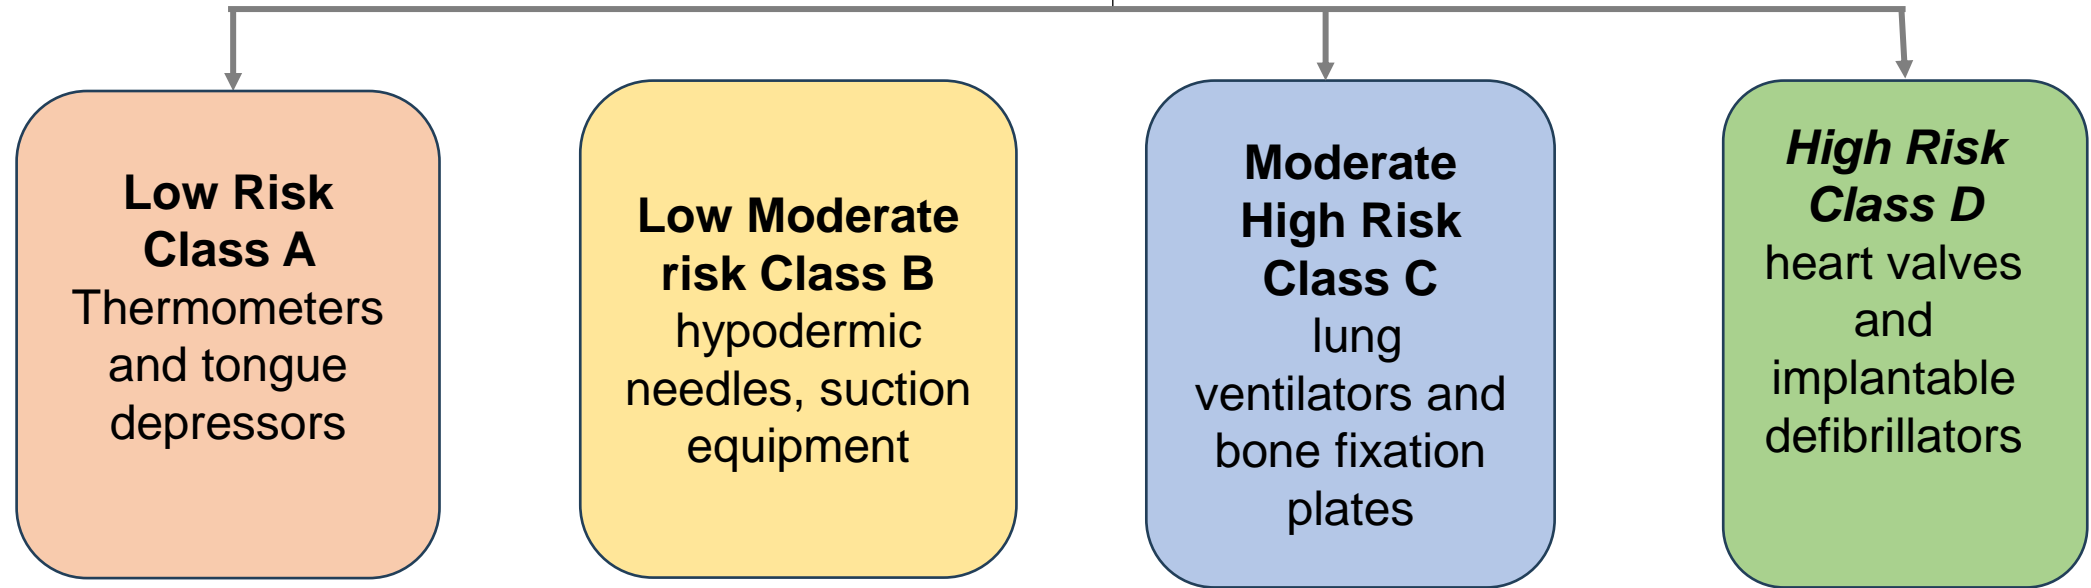 Low Risk
Class A
Thermometers
and tongue
depressors
Low Moderate
risk Class B
hypodermic
needles, suction
equipment
Moderate
High Risk
Class C
lung
ventilators and
bone fixation
plates
High Risk
Class D
heart valves
and
implantable
defibrillators